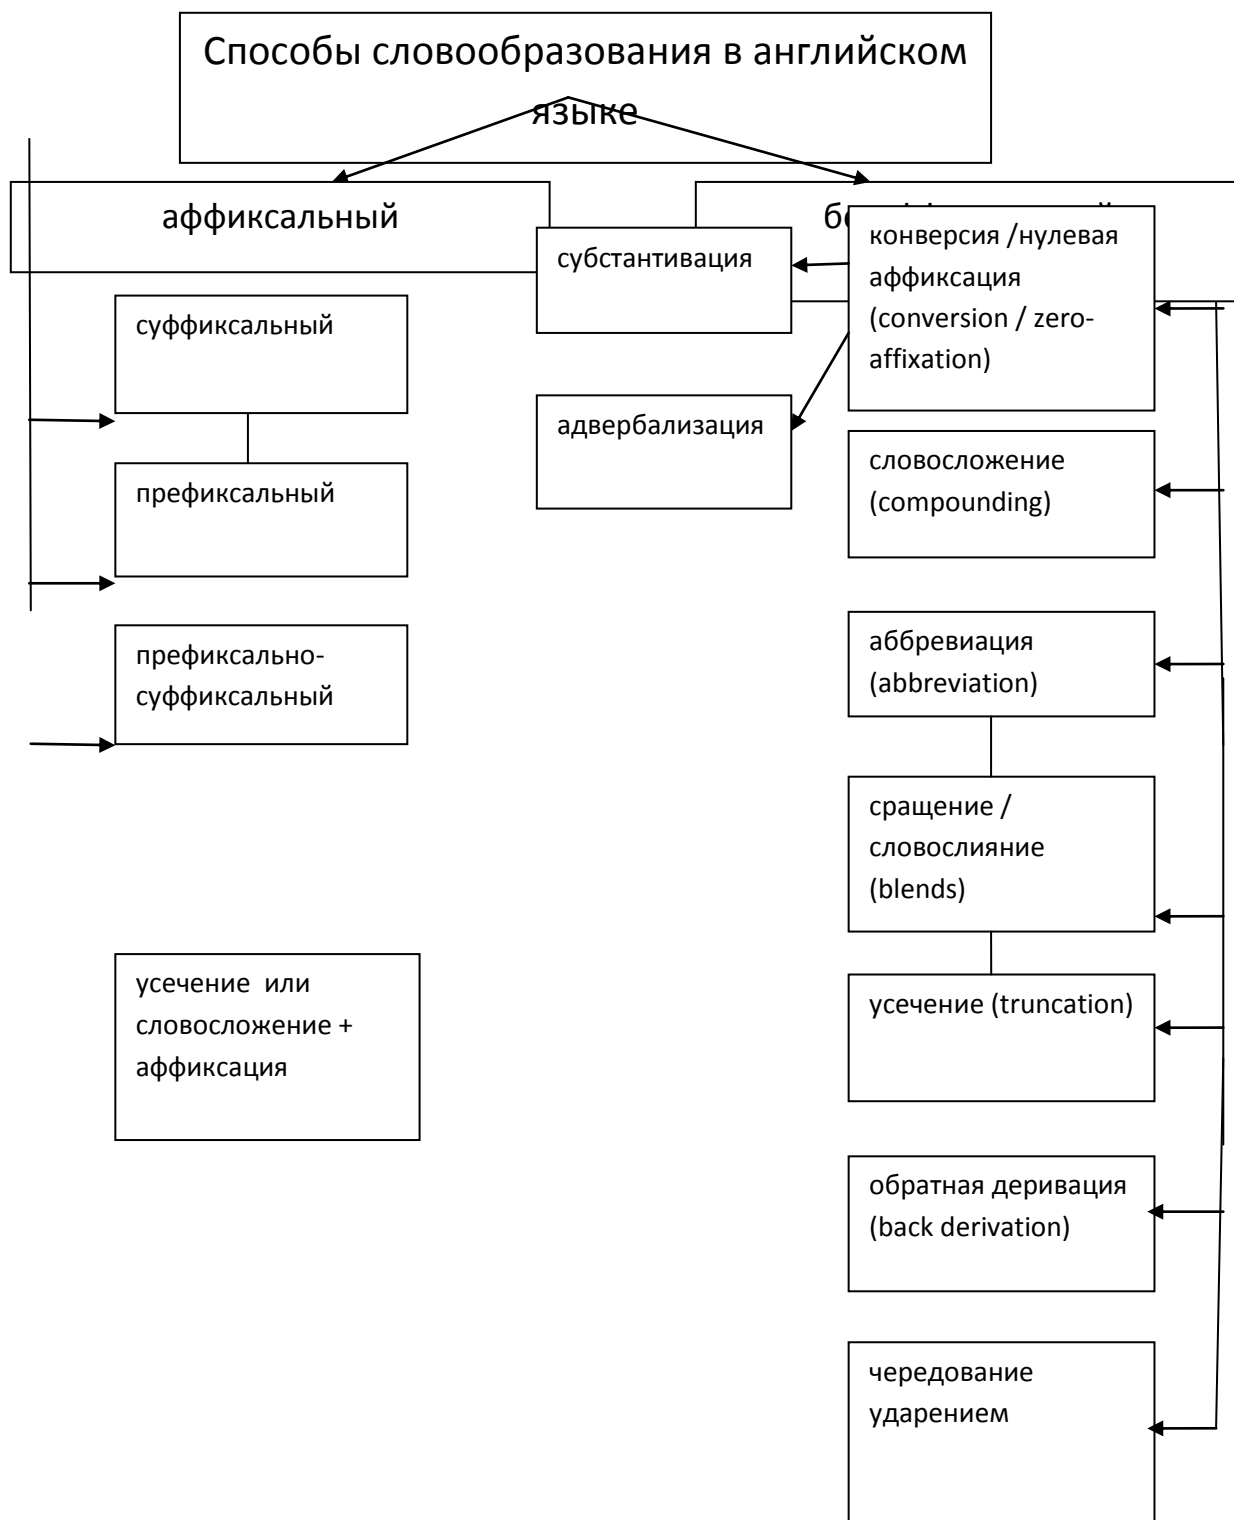 Способы словообразования в английском
языке
аффиксальный
суффиксальный
префиксальный
префиксально-
суффиксальный
усечение или
словосложение +
аффиксация
субстантивация
адвербализация
конверсия /нулевая
аффиксация
(conversion / zero-
affixation)
словосложение
(compounding)
аббревиация
(abbreviation)
сращение /
словослияние
(blends)
усечение (truncation)
обратная деривация
(back derivation)
чередование
ударением